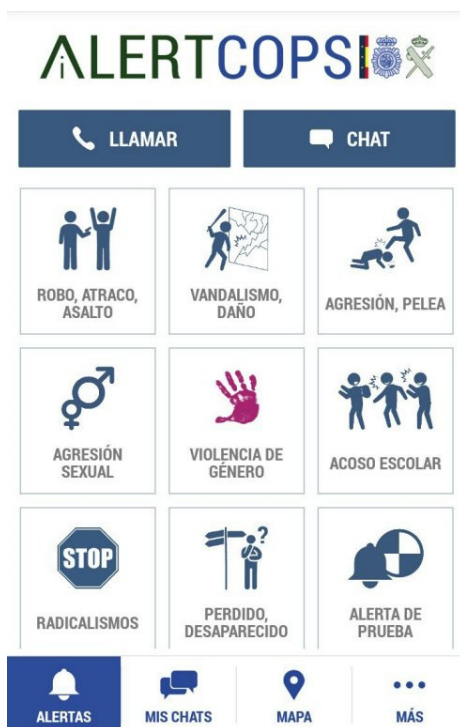 ALERTCOPS
LLAMAR
CHAT
ROBO, ATRACO,
ASALTO
VANDALISMO,
DAÑO
AGRESIÓN, PELEA
AGRESIÓN
SEXUAL
VIOLENCIA DE
GÉNERO
ACOSO ESCOLAR
STOP
RADICALISMOS
?
PERDIDO,
DESAPARECIDO
ALERTA DE
PRUEBA
ALERTAS
MIS CHATS
MAPA
MÁS